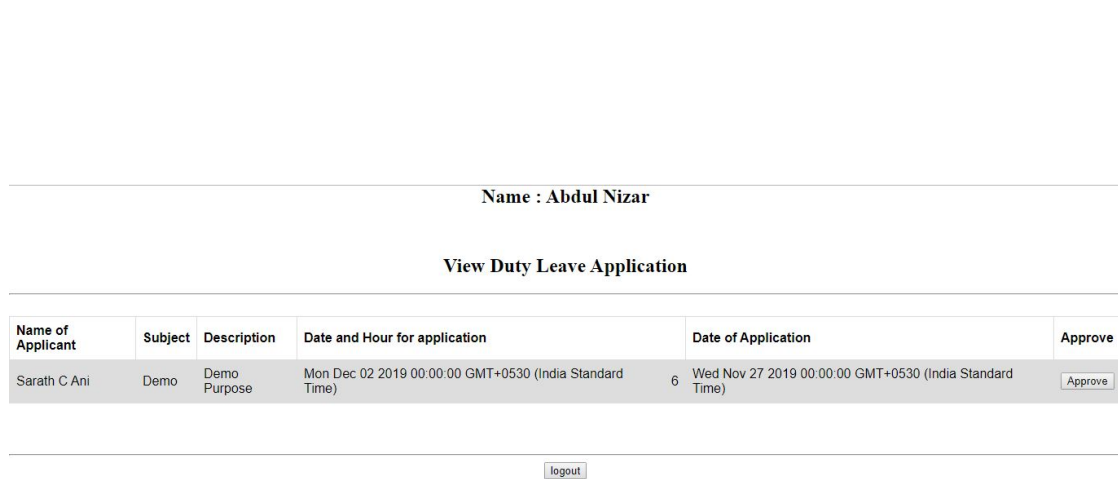 Name : Abdul Nizar
View Duty Leave Application
Name of
Applicant
Subject
Description
Date and Hour for application
Date of Application
Approve
Sarath C Ani
Demo
Demo
Purpose
Mon Dec 02 2019 00:00:00 GMT+0530 (India Standard
Time)
6
Wed Nov 27 2019 00:00:00 GMT+0530 (India Standard
Time)
Approve
logout